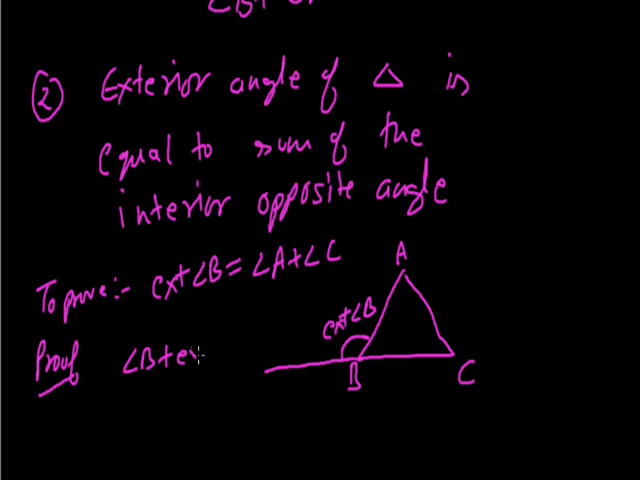 ② Exterior angle of △ is
equal to sum of the
interior opposite angle
To prove:- ext∠B = ∠A+∠C
A
ext∠B
Proof ∠B+ex
B
C